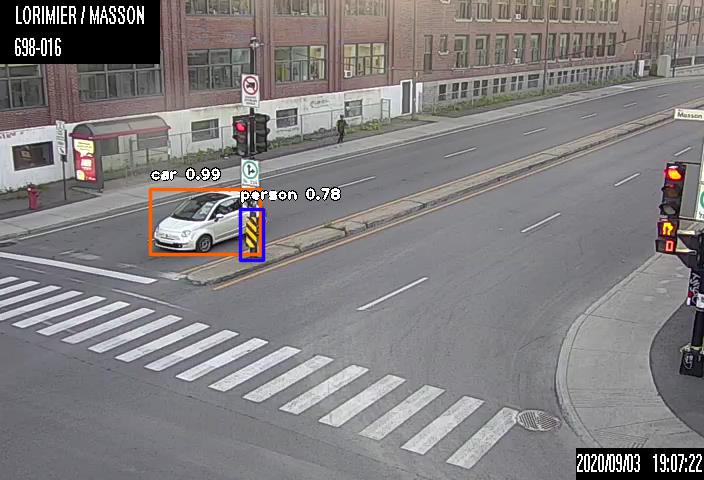 LORIMIER / MASSON
698-016
car 0.99
person 0.78
Masson
2020/09/03 19:07:22